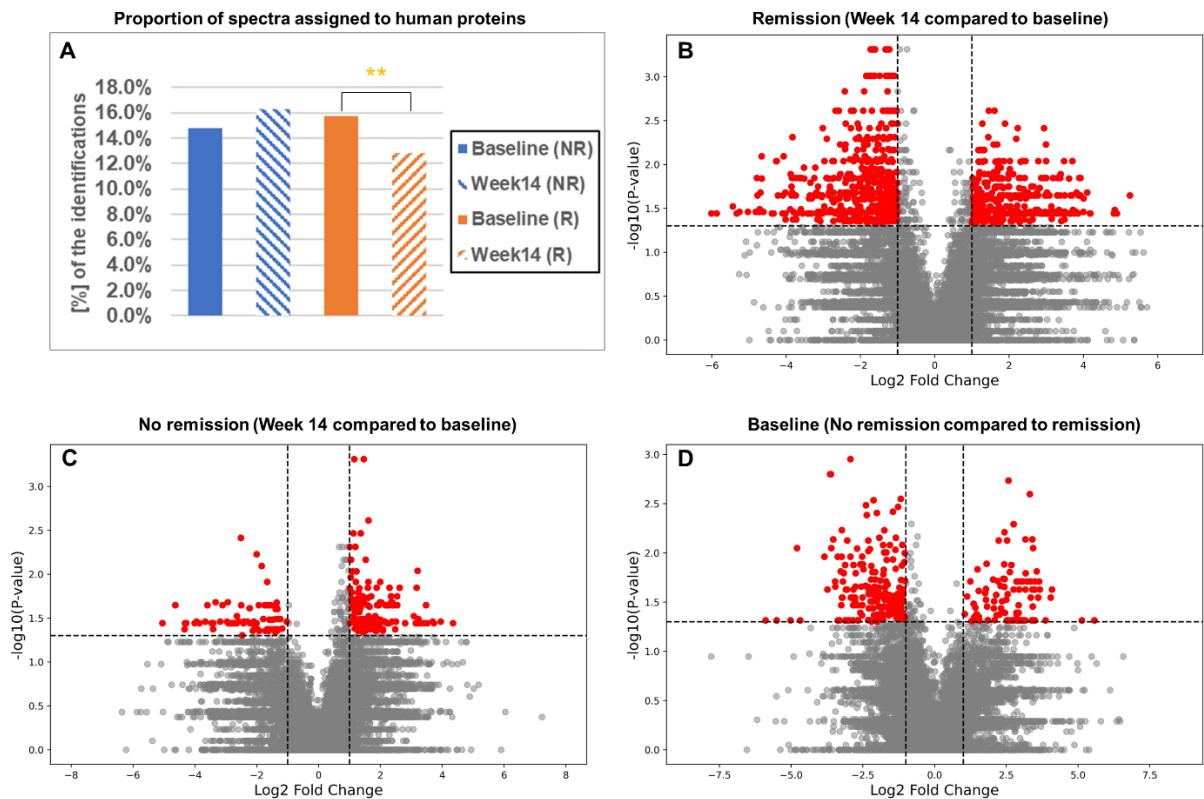 Proportion of spectra assigned to human proteins
A
**
[%] of the identifications
18.0%
16.0%
14.0%
12.0%
10.0%
8.0%
6.0%
4.0%
2.0%
0.0%
Baseline (NR)
Week14 (NR)
Baseline (R)
Week14 (R)
Remission (Week 14 compared to baseline)
B
-log10(P-value)
3.0
2.5
2.0
1.5
1.0
0.5
0.0
−6 −4 −2 0 2 4 6
Log2 Fold Change
No remission (Week 14 compared to baseline)
C
-log10(P-value)
3.0
2.5
2.0
1.5
1.0
0.5
0.0
−8 −6 −4 −2 0 2 4 6 8
Log2 Fold Change
Baseline (No remission compared to remission)
D
-log10(P-value)
3.0
2.5
2.0
1.5
1.0
0.5
0.0
−7.5 −5.0 −2.5 0.0 2.5 5.0 7.5
Log2 Fold Change